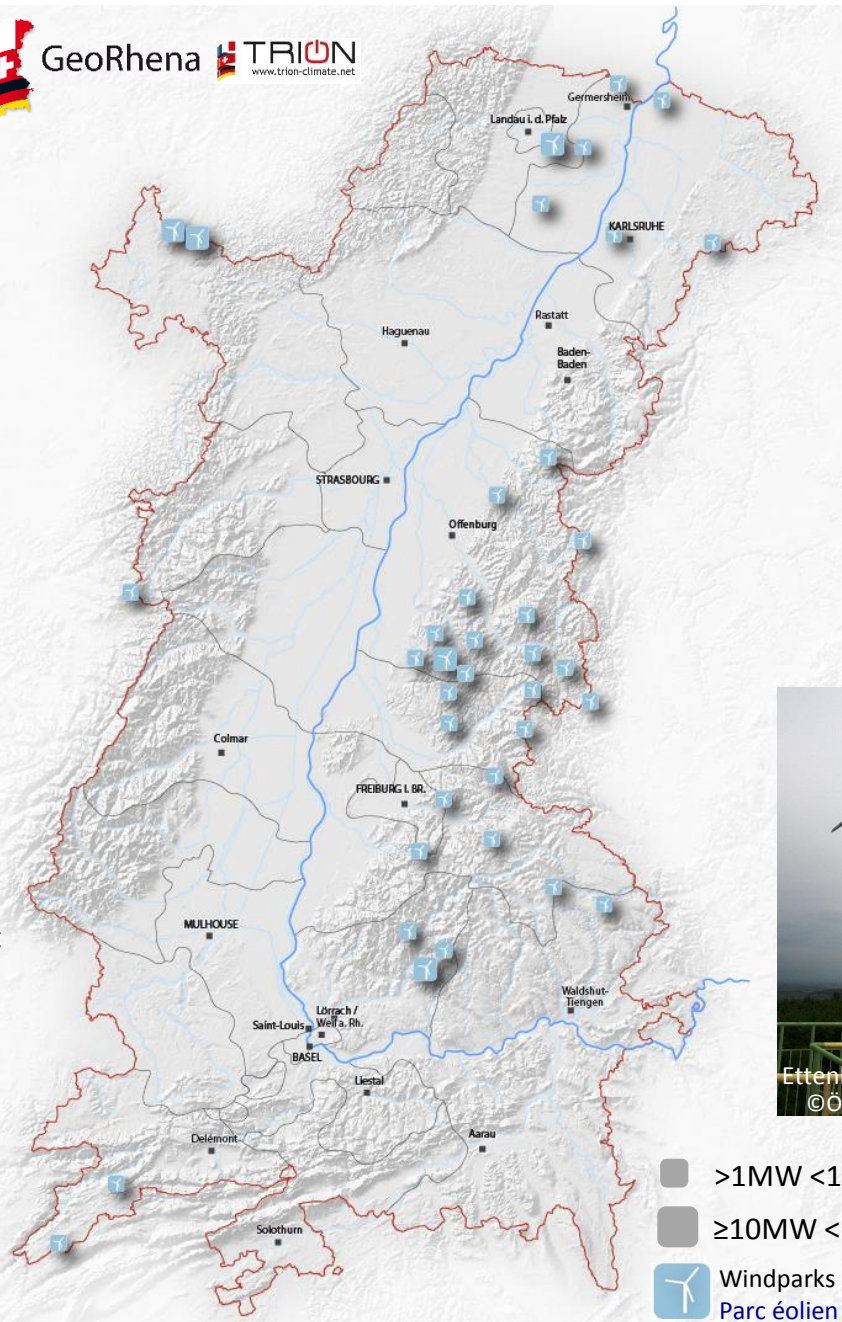 GeoRhena
TRION
www.trion-climate.net
Germersheim
Landau i. d. Pfalz
KARLSRUHE
Rastatt
Haguenau
Baden-
Baden
STRASBOURG
Offenburg
Colmar
FREIBURG I. BR.
MULHOUSE
Waldshut-
Tiengen
Lörrach /
Weil a. Rh.
Saint-Louis
BASEL
Liestal
Delémont
Aarau
Solothurn
©Ö
>1MW <1
≥10MW <
Windparks
Parc éolien